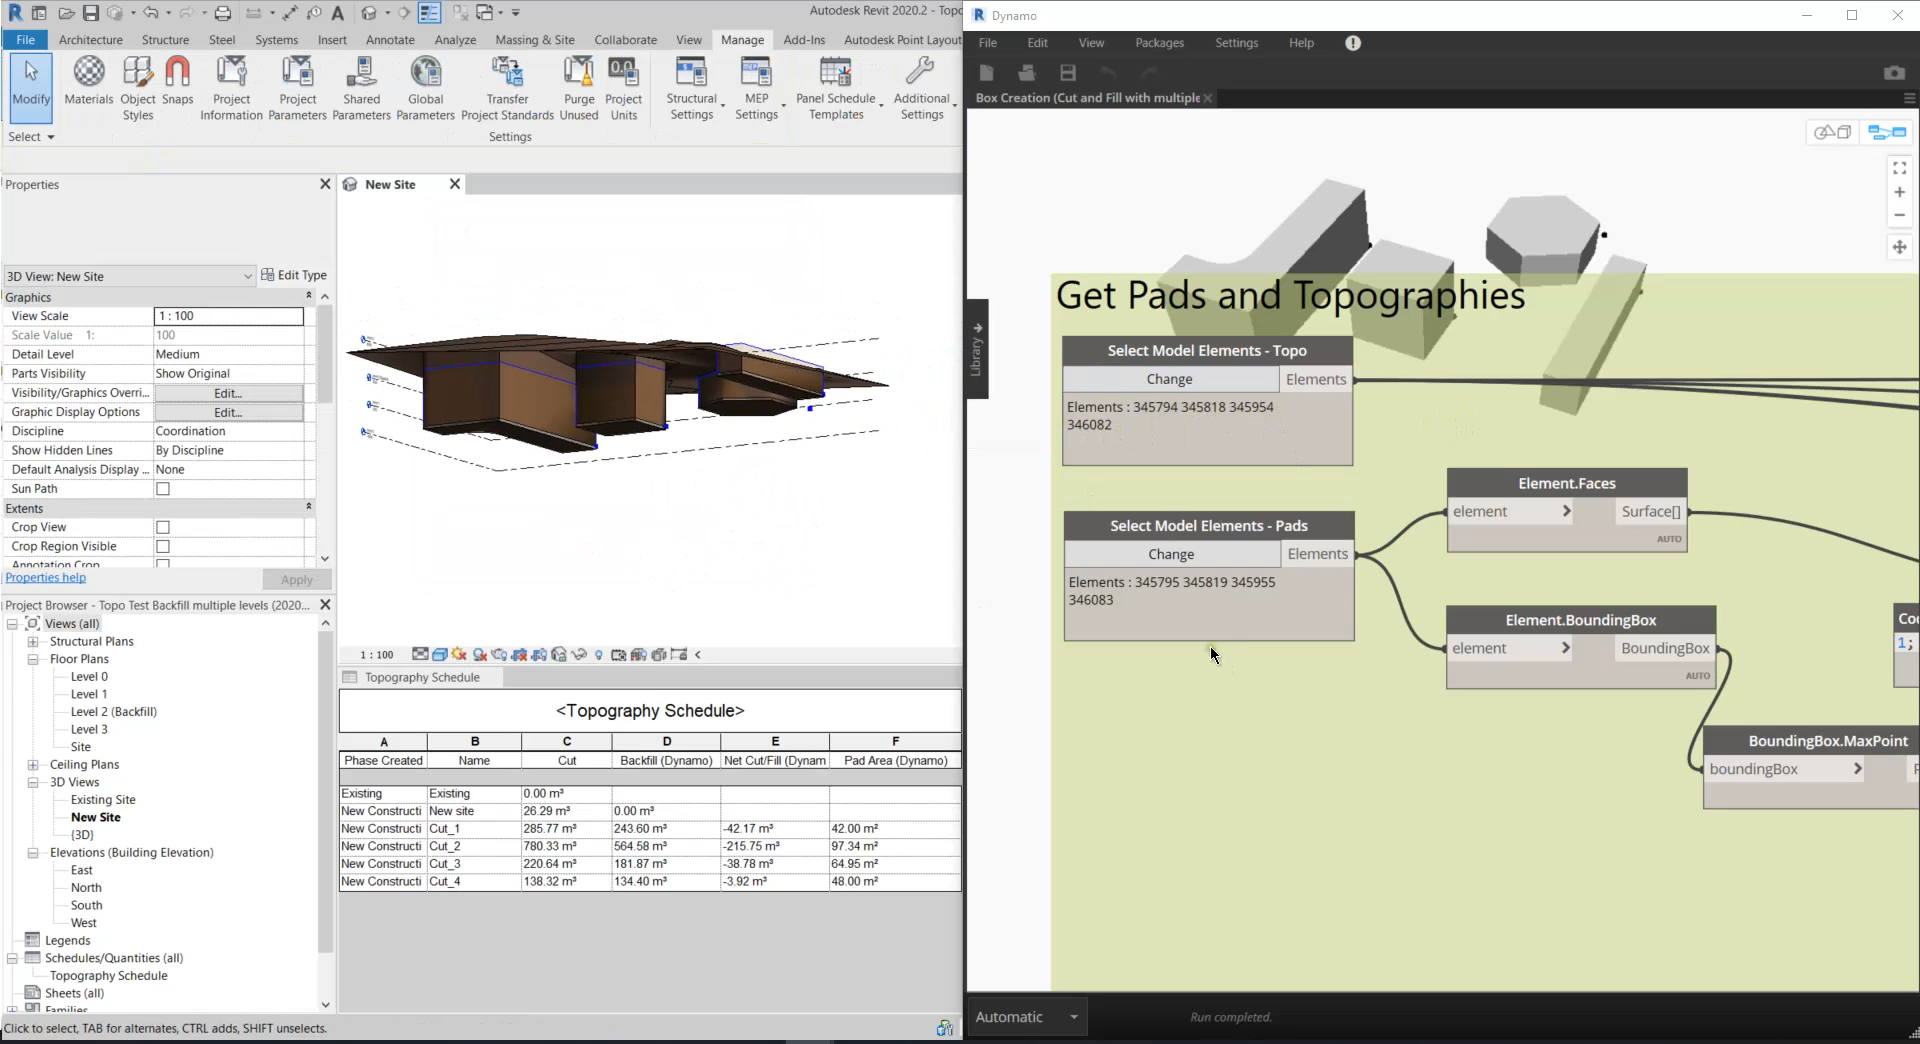 Autodesk Revit 2020.2 - Topo
File Architecture Structure Steel Systems Insert Annotate Analyze Massing & Site Collaborate View Manage Add-Ins Autodesk Point Layout
Modify
Materials
Object
Styles
Snaps
Project
Information
Project
Parameters
Shared
Parameters
Global
Parameters
Transfer
Project Standards
Purge
Unused
Project
Units
Structural
Settings
MEP
Settings
Panel Schedule
Templates
Additional
Settings
Select
Settings
Properties
3D View: New Site
Edit Type
Graphics
View Scale 1 : 100
Scale Value 1: 100
Detail Level Medium
Parts Visibility Show Original
Visibility/Graphics Overri... Edit...
Graphic Display Options Edit...
Discipline Coordination
Show Hidden Lines By Discipline
Default Analysis Display ... None
Sun Path
Extents
Crop View
Crop Region Visible
Annotation Crop
Properties help
Apply
Project Browser - Topo Test Backfill multiple levels (2020...
Views (all)
Structural Plans
Floor Plans
Level 0
Level 1
Level 2 (Backfill)
Level 3
Site
Ceiling Plans
3D Views
Existing Site
New Site
{3D}
Elevations (Building Elevation)
East
North
South
West
Legends
Schedules/Quantities (all)
Topography Schedule
Sheets (all)
Families
Click to select, TAB for alternates, CTRL adds, SHIFT unselects.
New Site
1 : 100
Topography Schedule
<Topography Schedule>
A B C D E F
Phase Created Name Cut Backfill (Dynamo) Net Cut/Fill (Dynam Pad Area (Dynamo)
Existing Existing 0.00 m³
New Constructi New site 26.29 m³ 0.00 m³
New Constructi Cut_1 285.77 m³ 243.60 m³ -42.17 m³ 42.00 m²
New Constructi Cut_2 780.33 m³ 564.58 m³ -215.75 m³ 97.34 m²
New Constructi Cut_3 220.64 m³ 181.87 m³ -38.78 m³ 64.95 m²
New Constructi Cut_4 138.32 m³ 134.40 m³ -3.92 m³ 48.00 m²
Dynamo
File Edit View Packages Settings Help
Box Creation (Cut and Fill with multiple
Library
Get Pads and Topographies
Select Model Elements - Topo
Change Elements
Elements : 345794 345818 345954
346082
Select Model Elements - Pads
Change Elements
Elements : 345795 345819 345955
346083
Element.Faces
element > Surface[]
AUTO
Element.BoundingBox
element > BoundingBox
AUTO
Co
1;
BoundingBox.MaxPoint
boundingBox >
Automatic
Run completed.